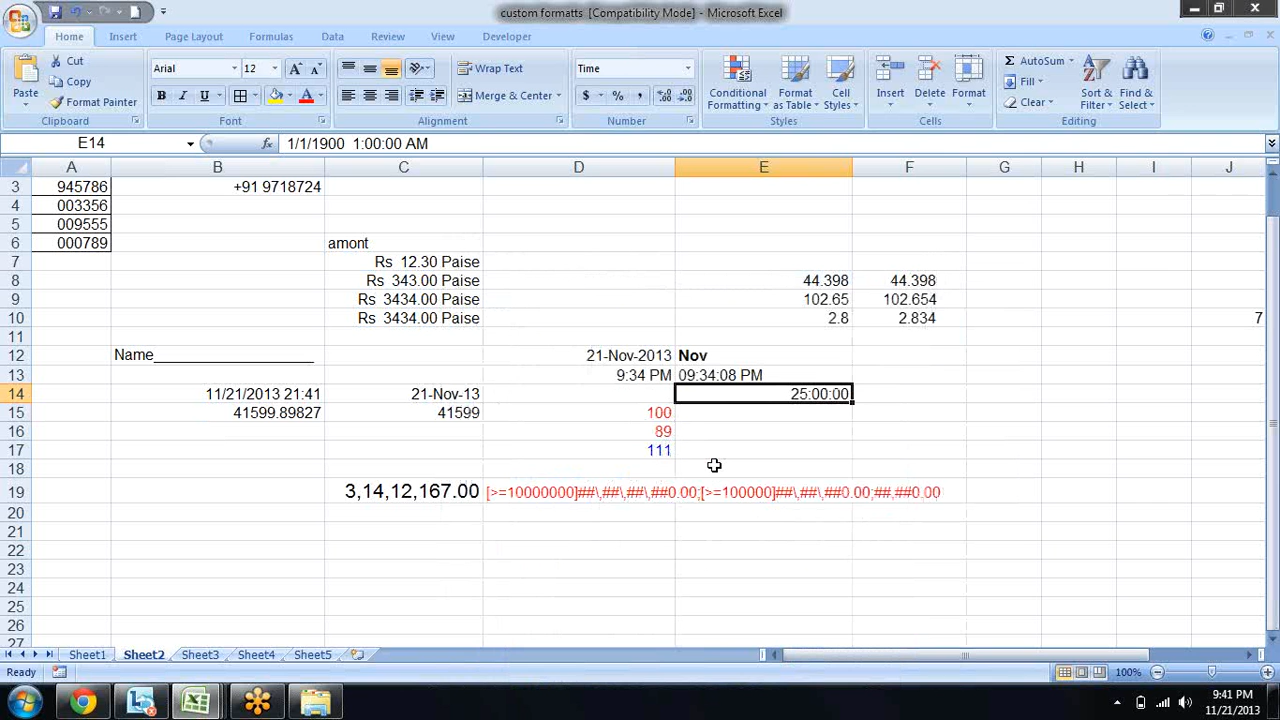 custom formatts [Compatibility Mode] - Microsoft Excel
Home Insert Page Layout Formulas Data Review View Developer
Paste Cut Copy Format Painter Clipboard
Arial 12 B I U Font
Wrap Text Merge & Center Alignment
Time $ % , Number
Conditional Formatting Format as Table Cell Styles Styles
Insert Delete Format Cells
AutoSum Fill Clear Sort & Filter Find & Select Editing
E14 fx 1/1/1900 1:00:00 AM
A B C D E F G H I J
3 945786 +91 9718724
4 003356
5 009555
6 000789 amont
7 Rs 12.30 Paise
8 Rs 343.00 Paise 44.398 44.398
9 Rs 3434.00 Paise 102.65 102.654
10 Rs 3434.00 Paise 2.8 2.834 7
11
12 Name____________________ 21-Nov-2013 Nov
13 9:34 PM 09:34:08 PM
14 11/21/2013 21:41 21-Nov-13 25:00:00
15 41599.89827 41599 100
16 89
17 111
18
19 3,14,12,167.00 [>=10000000]##\,##\,##\,##0.00;[>=100000]##\,##\,##0.00;##,##0.00
20
21
22
23
24
25
26
27
Sheet1 Sheet2 Sheet3 Sheet4 Sheet5
Ready 100%
9:41 PM
11/21/2013